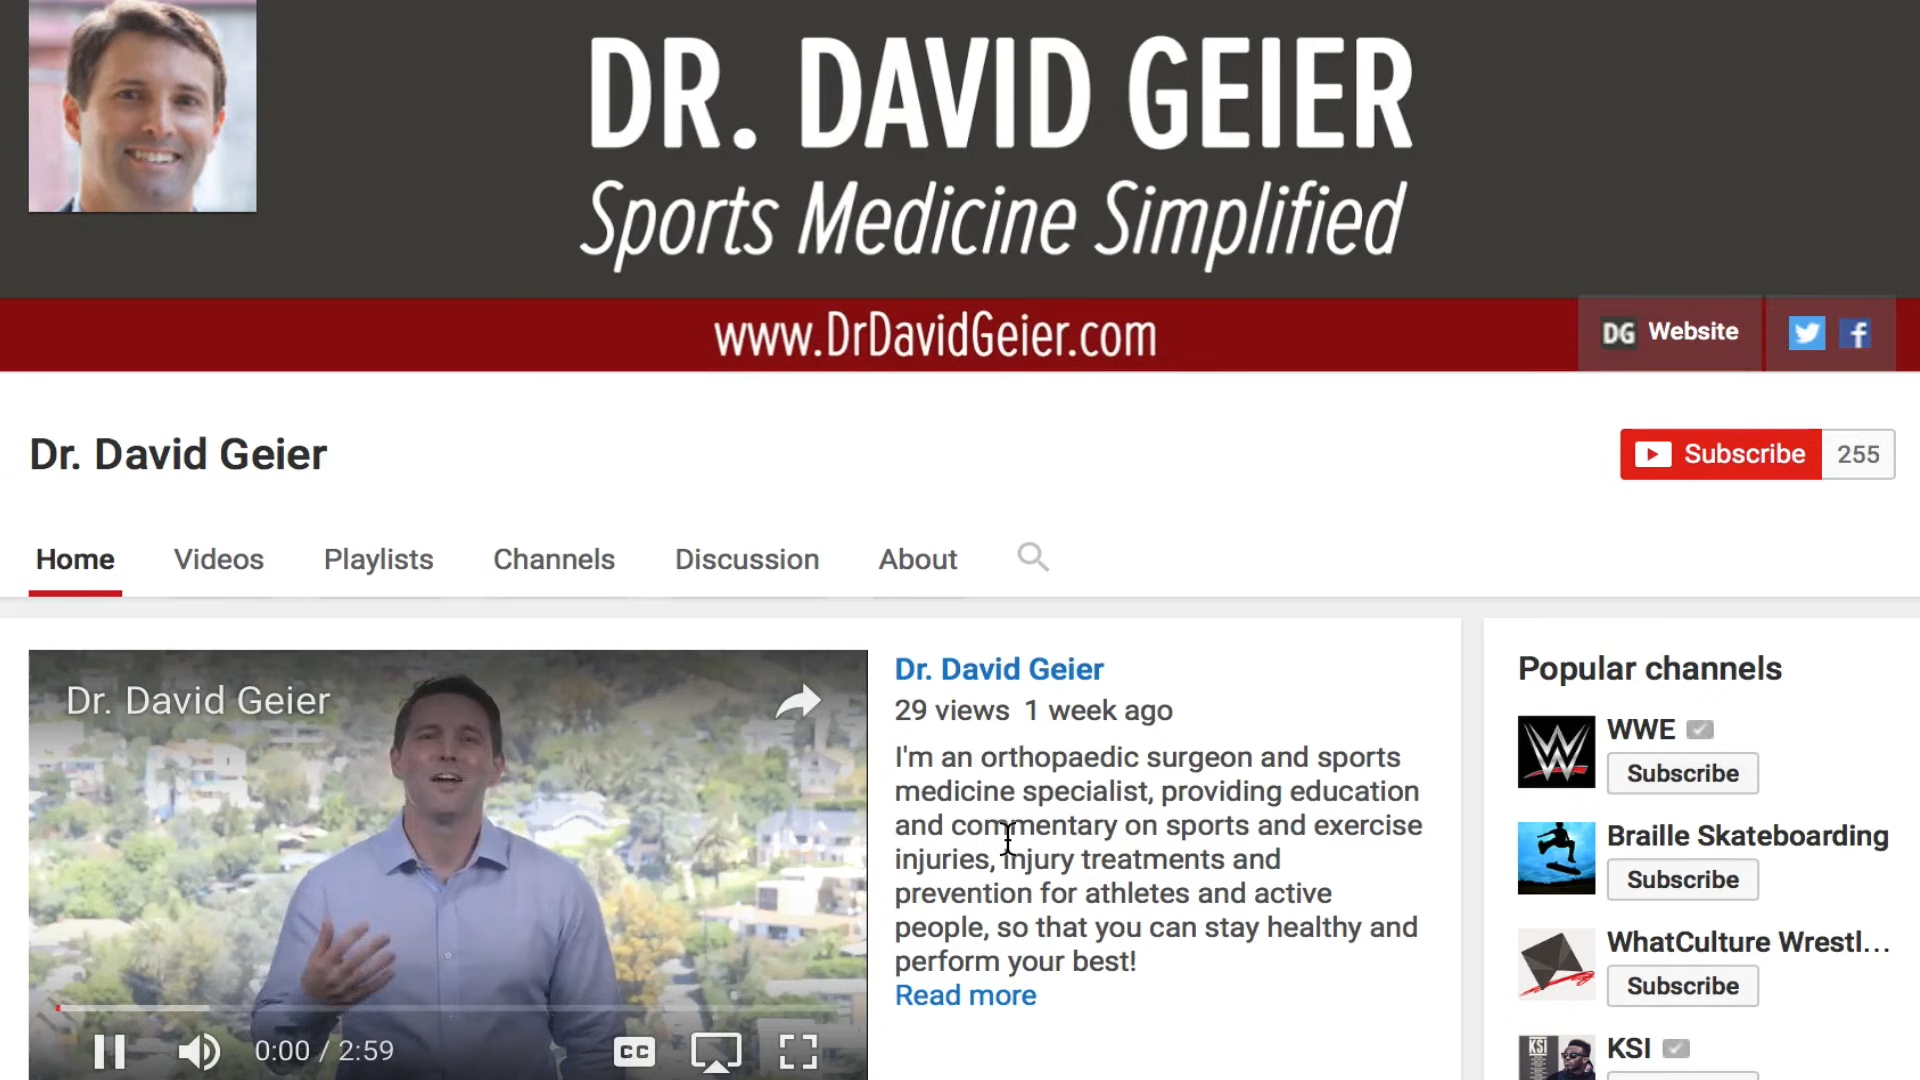 DR. DAVID GEIER
Sports Medicine Simplified
www.DrDavidGeier.com
DG Website
Dr. David Geier
Subscribe 255
Home Videos Playlists Channels Discussion About
Dr. David Geier
0:00 / 2:59
CC
Dr. David Geier
29 views 1 week ago
I'm an orthopaedic surgeon and sports
medicine specialist, providing education
and commentary on sports and exercise
injuries, injury treatments and
prevention for athletes and active
people, so that you can stay healthy and
perform your best!
Read more
Popular channels
WWE
Subscribe
Braille Skateboarding
Subscribe
WhatCulture Wrestl...
Subscribe
KSI
KSI